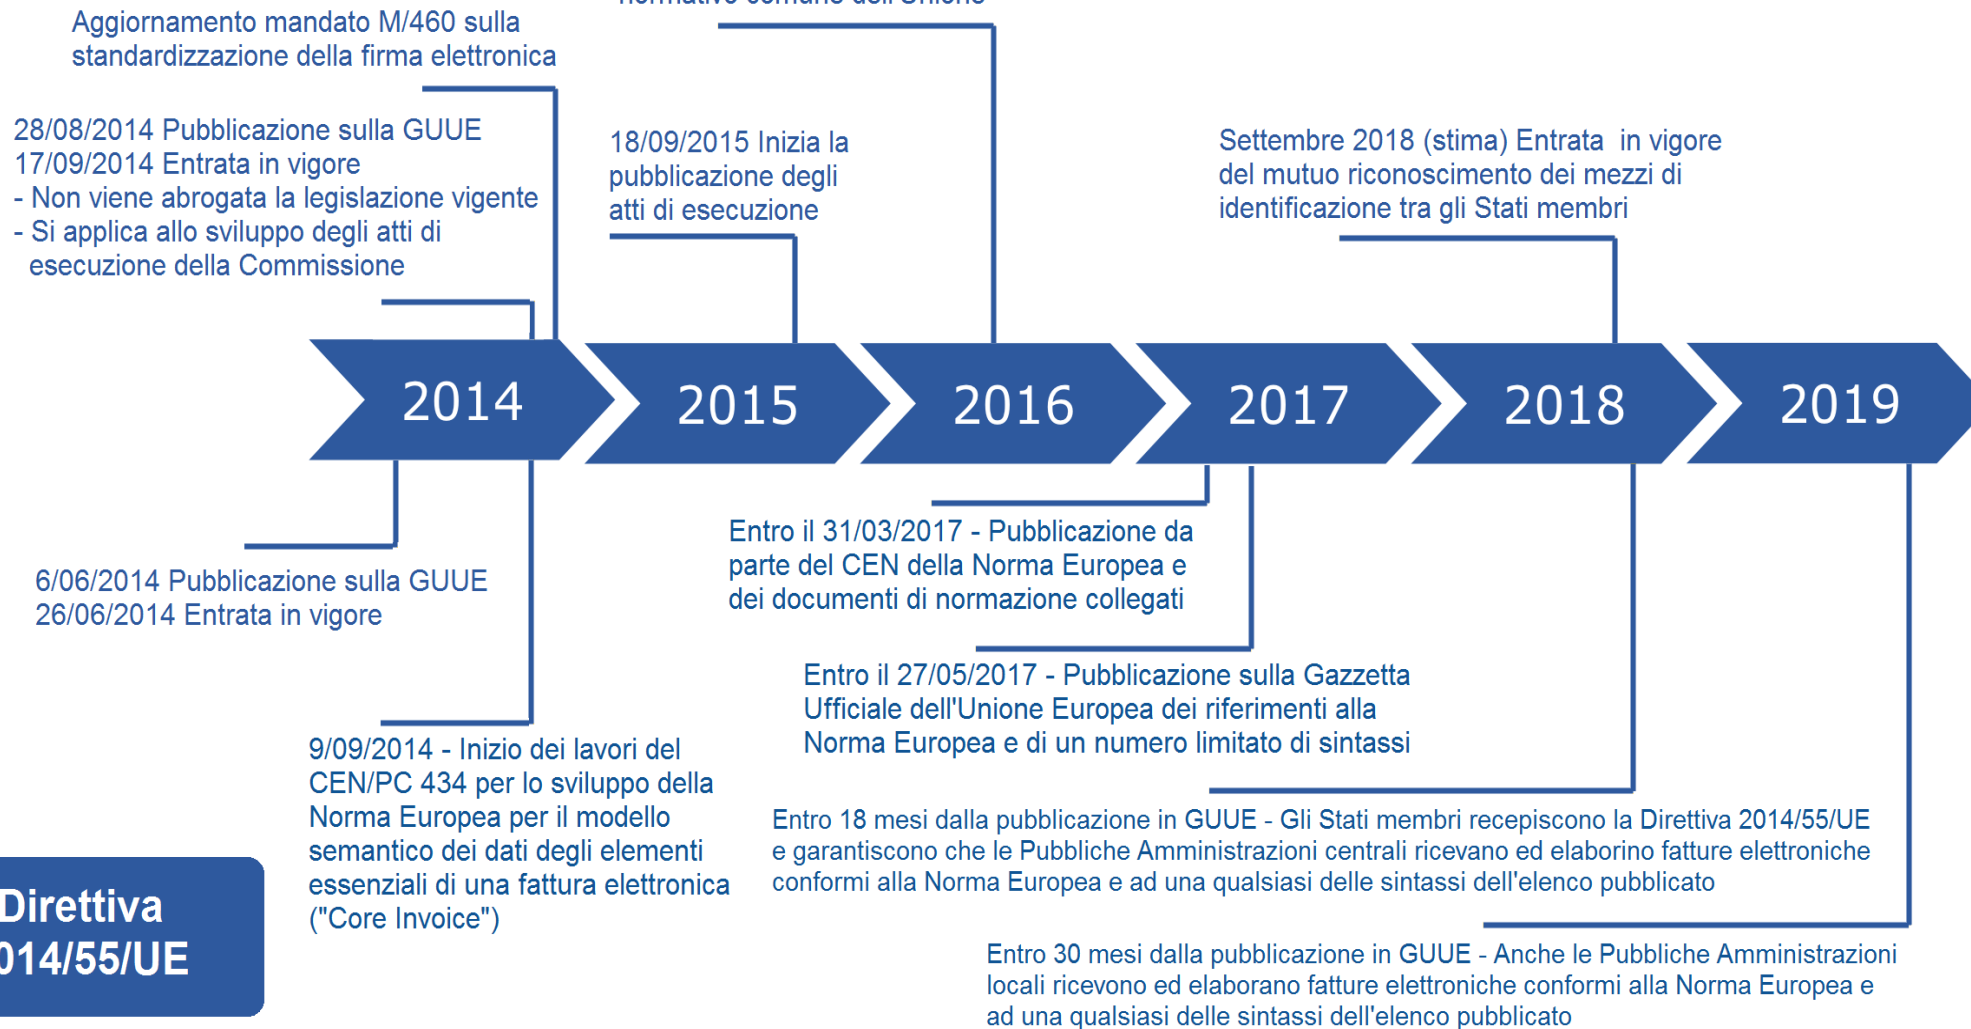 normativo comune dell'Unione
Aggiornamento mandato M/460 sulla
standardizzazione della firma elettronica
28/08/2014 Pubblicazione sulla GUUE
17/09/2014 Entrata in vigore
- Non viene abrogata la legislazione vigente
- Si applica allo sviluppo degli atti di
esecuzione della Commissione
18/09/2015 Inizia la
pubblicazione degli
atti di esecuzione
Settembre 2018 (stima) Entrata in vigore
del mutuo riconoscimento dei mezzi di
identificazione tra gli Stati membri
2014
2015
2016
2017
2018
2019
6/06/2014 Pubblicazione sulla GUUE
26/06/2014 Entrata in vigore
Entro il 31/03/2017 - Pubblicazione da
parte del CEN della Norma Europea e
dei documenti di normazione collegati
Entro il 27/05/2017 - Pubblicazione sulla Gazzetta
Ufficiale dell'Unione Europea dei riferimenti alla
Norma Europea e di un numero limitato di sintassi
9/09/2014 - Inizio dei lavori del
CEN/PC 434 per lo sviluppo della
Norma Europea per il modello
semantico dei dati degli elementi
essenziali di una fattura elettronica
("Core Invoice")
Entro 18 mesi dalla pubblicazione in GUUE - Gli Stati membri recepiscono la Direttiva 2014/55/UE
e garantiscono che le Pubbliche Amministrazioni centrali ricevano ed elaborino fatture elettroniche
conformi alla Norma Europea e ad una qualsiasi delle sintassi dell'elenco pubblicato
Entro 30 mesi dalla pubblicazione in GUUE - Anche le Pubbliche Amministrazioni
locali ricevono ed elaborano fatture elettroniche conformi alla Norma Europea e
ad una qualsiasi delle sintassi dell'elenco pubblicato
Direttiva
014/55/UE